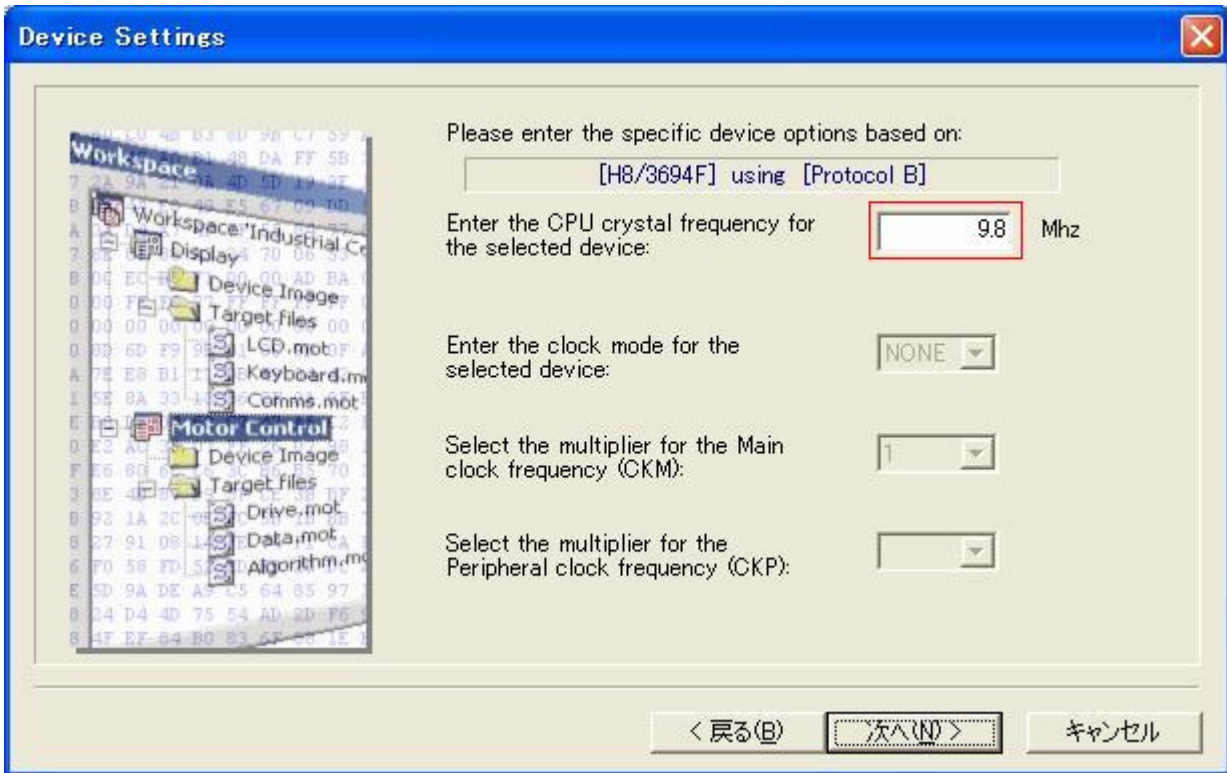 Device Settings
Please enter the specific device options based on:
[H8/3694F] using [Protocol B]
Enter the CPU crystal frequency for
the selected device:
9.8 Mhz
Enter the clock mode for the
selected device:
NONE
Select the multiplier for the Main
clock frequency (CKM):
1
Select the multiplier for the
Peripheral clock frequency (CKP):
Workspace
Workspace 'Industrial Co
Display
Device Image
Target files
LCD.mot
Keyboard.m
Comms.mot
Motor Control
Device Image
Target files
Drive.mot
Data.mot
Algorithm.mo
< 戻る(B)
次へ(N) >
キャンセル